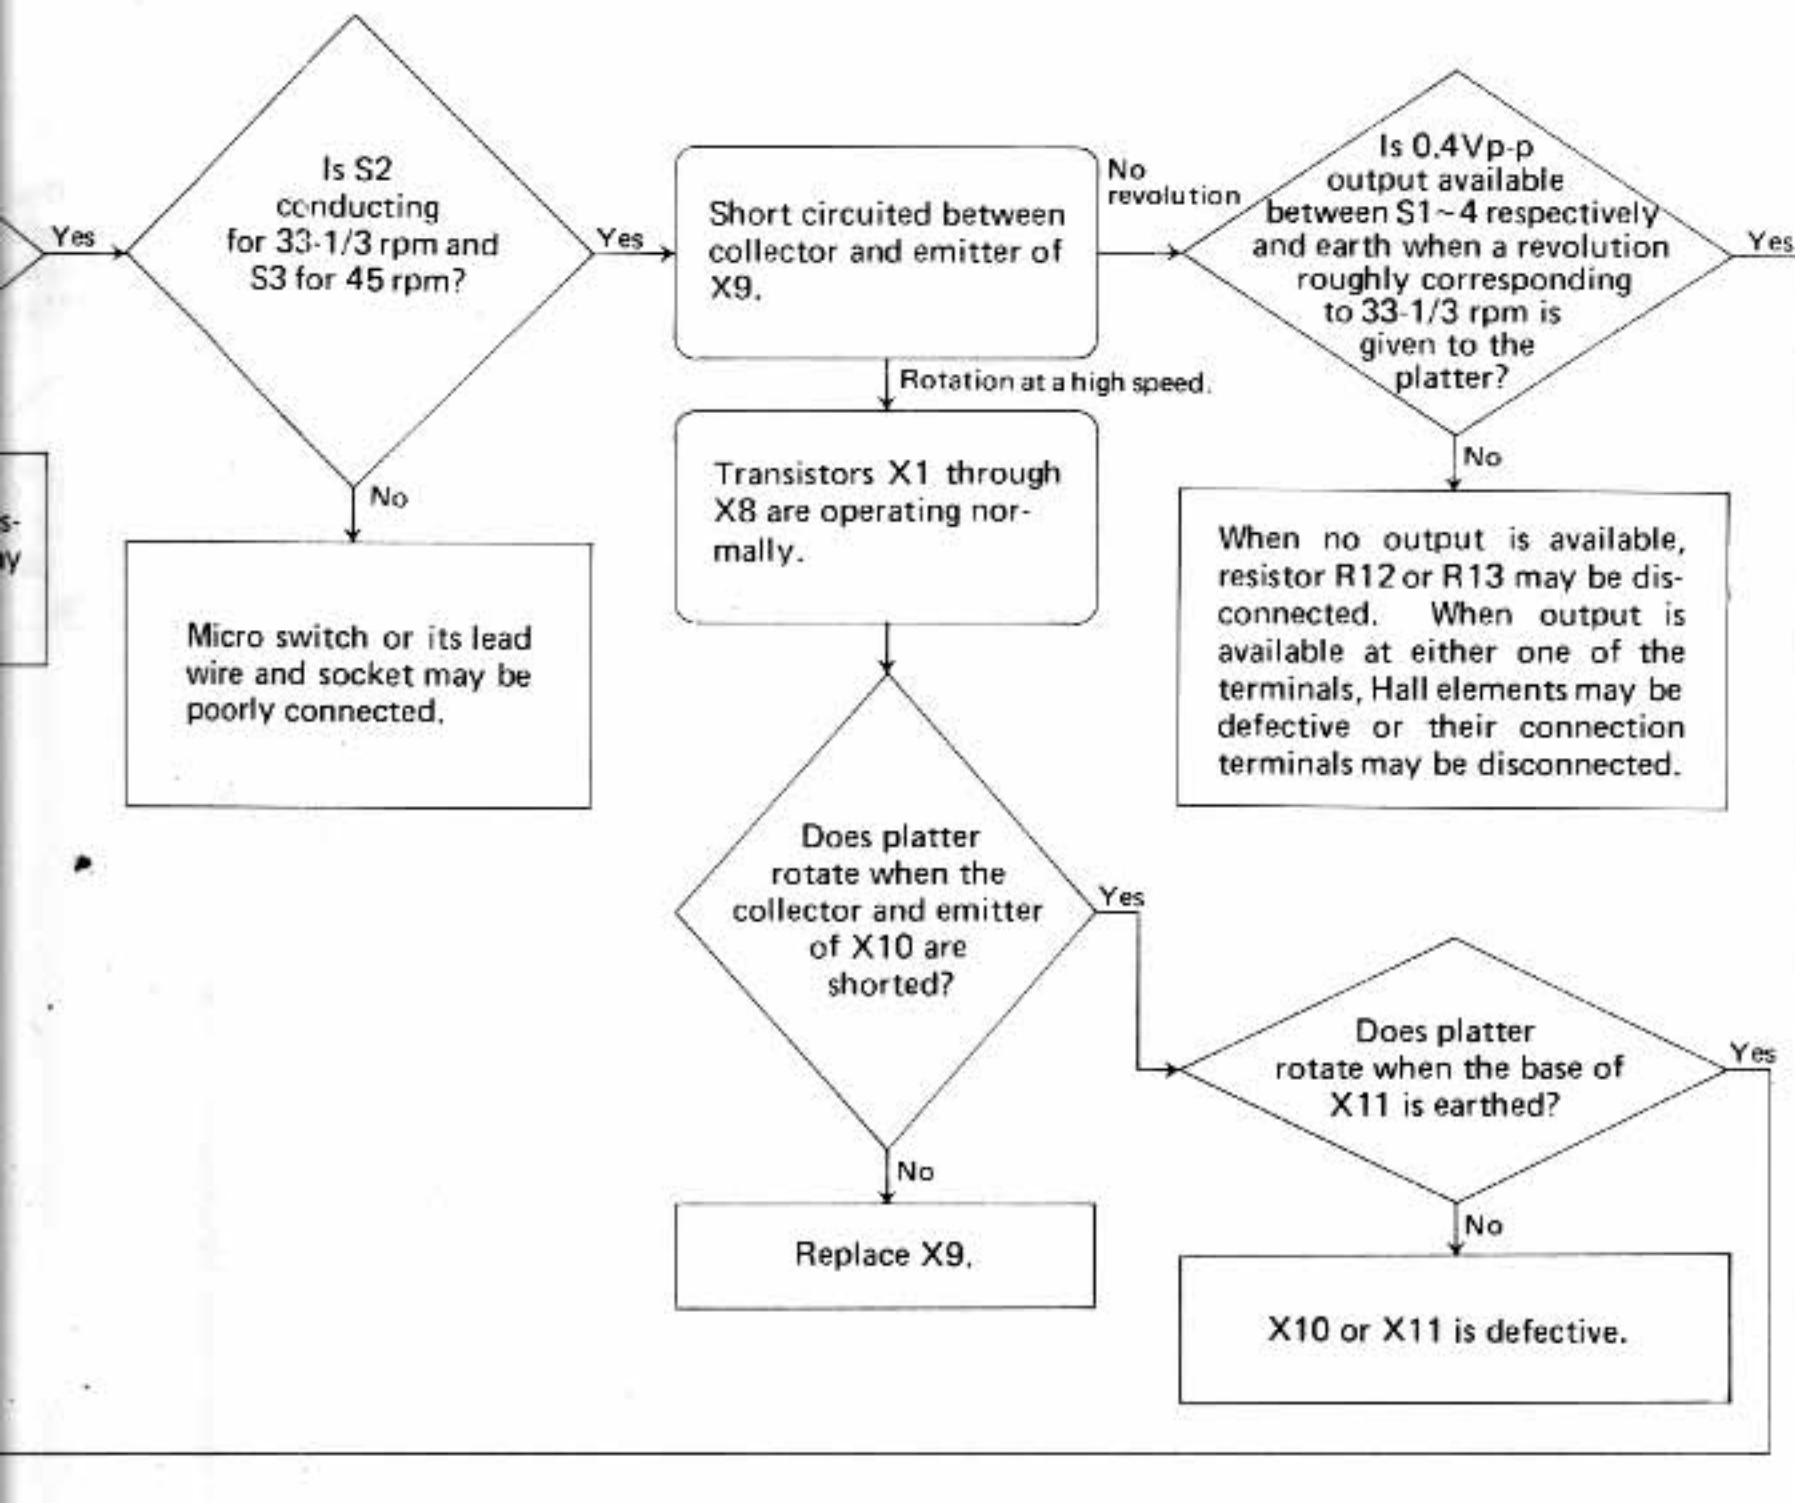 Yes
Is S2
conducting
for 33-1/3 rpm and
S3 for 45 rpm?
Yes
No
Micro switch or its lead
wire and socket may be
poorly connected.
Short circuited between
collector and emitter of
X9.
No
revolution
Rotation at a high speed.
Transistors X1 through
X8 are operating nor-
mally.
Does platter
rotate when the
collector and emitter
of X10 are
shorted?
Yes
No
Replace X9.
Is 0.4Vp-p
output available
between S1~4 respectively
and earth when a revolution
roughly corresponding
to 33-1/3 rpm is
given to the
platter?
Yes
No
When no output is available,
resistor R12 or R13 may be dis-
connected. When output is
available at either one of the
terminals, Hall elements may be
defective or their connection
terminals may be disconnected.
Does platter
rotate when the base of
X11 is earthed?
Yes
No
X10 or X11 is defective.